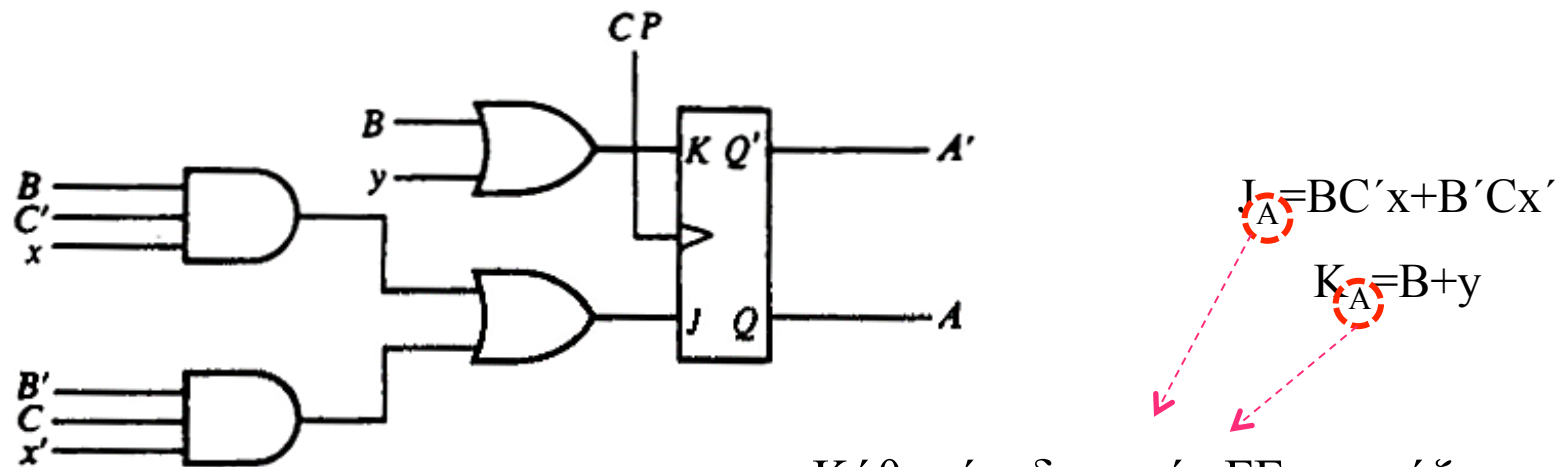 CP
B
y
K Q'
A'
B
C'
x
J Q
A
B'
C
x'
J_A=BC´x+B´Cx´
K_A=B+y